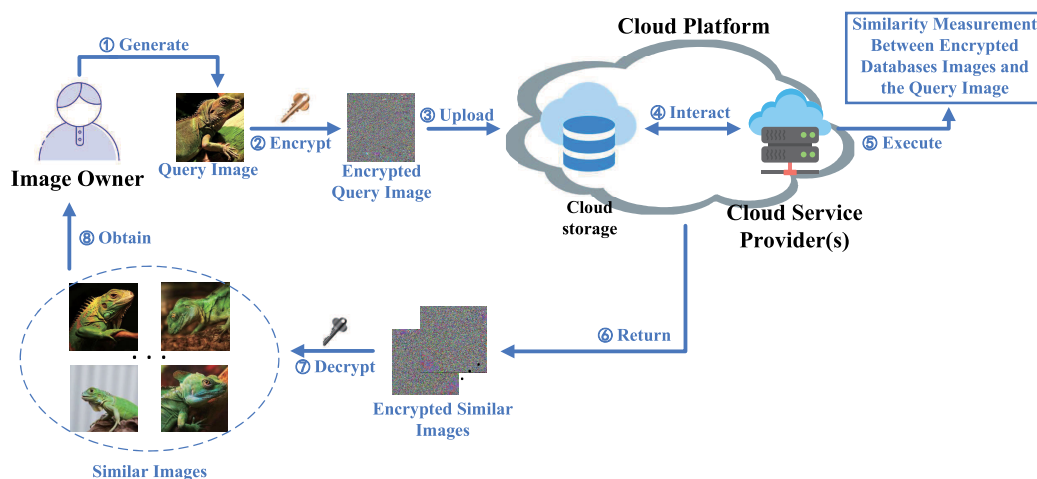 ① Generate
Image Owner
Query Image
② Encrypt
Encrypted
Query Image
③ Upload
Cloud Platform
Cloud
storage
④ Interact
Cloud Service
Provider(s)
⑤ Execute
Similarity Measurement
Between Encrypted
Databases Images and
the Query Image
⑥ Return
Encrypted Similar
Images
⑦ Decrypt
Similar Images
⑧ Obtain